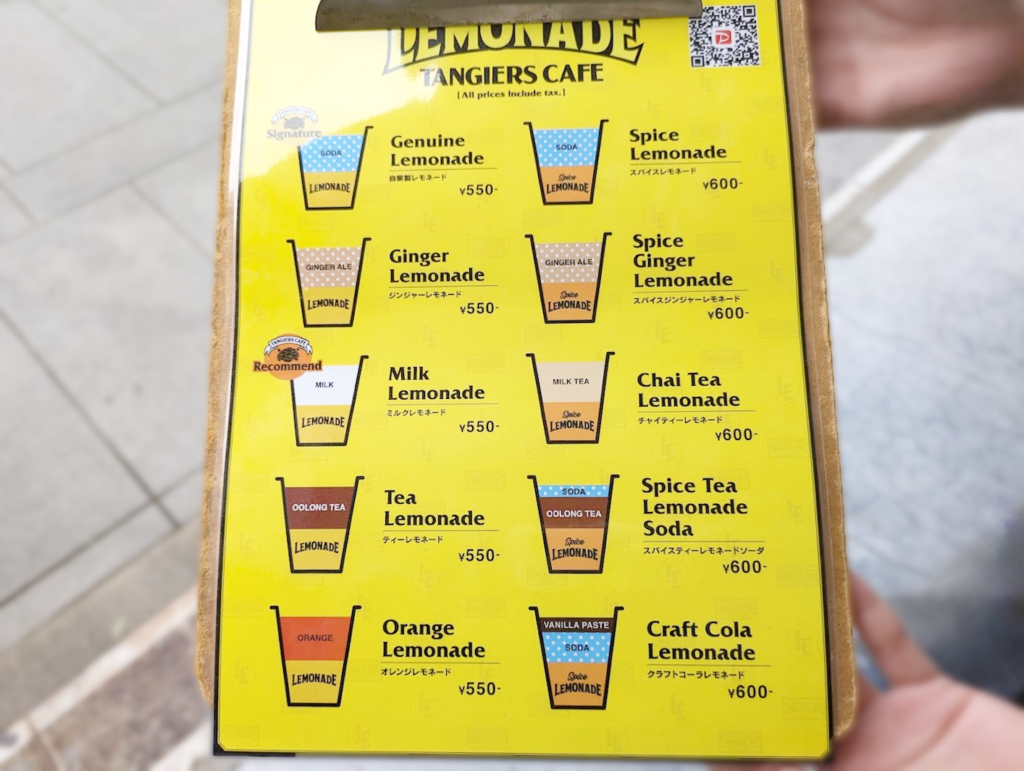 LEMONADE
TANGIERS CAFE
[All prices include tax.]
TANGIERS CAFE
Signature
SODA
LEMONADE
Genuine
Lemonade
自家製レモネード
¥550-
SODA
Spice
LEMONADE
Spice
Lemonade
スパイスレモネード
¥600-
GINGER ALE
LEMONADE
Ginger
Lemonade
ジンジャーレモネード
¥550-
GINGER ALE
Spice
LEMONADE
Spice
Ginger
Lemonade
スパイスジンジャーレモネード
¥600-
TANGIERS CAFE
Recommend
MILK
LEMONADE
Milk
Lemonade
ミルクレモネード
¥550-
MILK TEA
Spice
LEMONADE
Chai Tea
Lemonade
チャイティーレモネード
¥600-
OOLONG TEA
LEMONADE
Tea
Lemonade
ティーレモネード
¥550-
SODA
OOLONG TEA
Spice
LEMONADE
Spice Tea
Lemonade
Soda
スパイスティーレモネードソーダ
¥600-
ORANGE
LEMONADE
Orange
Lemonade
オレンジレモネード
¥550-
VANILLA PASTE
SODA
Spice
LEMONADE
Craft Cola
Lemonade
クラフトコーラレモネード
¥600-